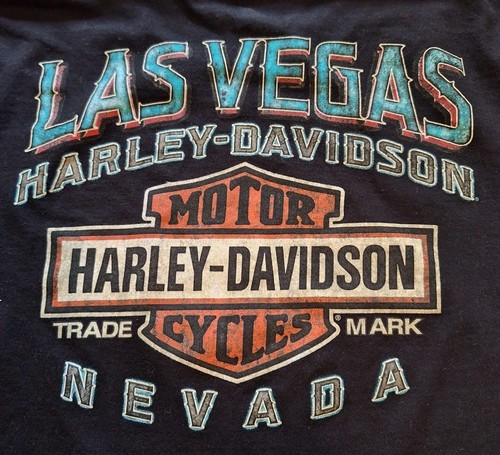 LAS VEGAS
HARLEY-DAVIDSON
MOTOR
HARLEY-DAVIDSON
TRADE MARK
CYCLES®
NEVADA